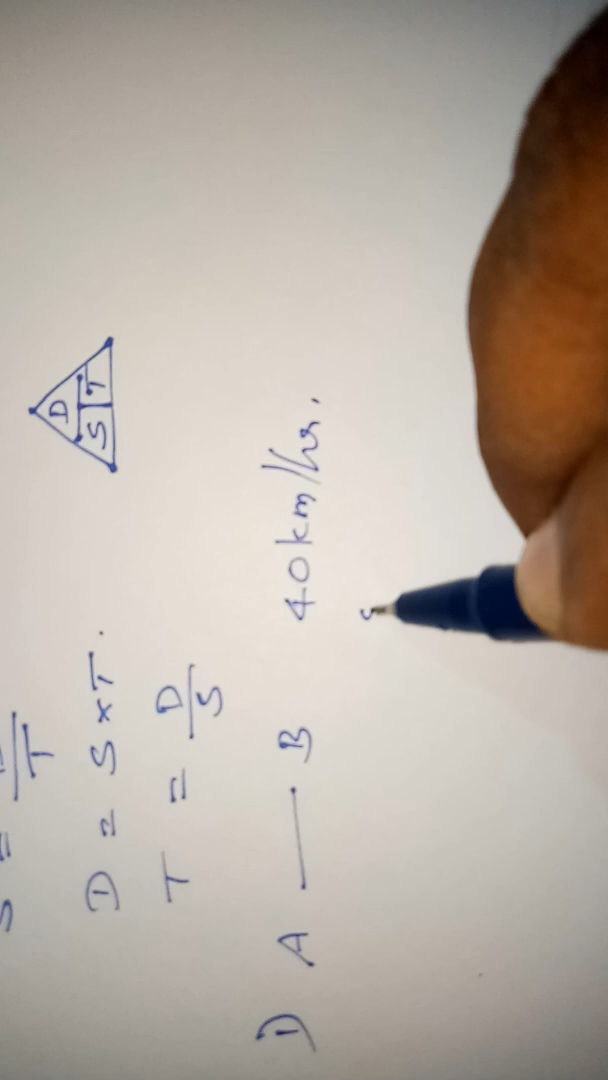 S = D/T
D = S × T.
T = D/S
D
S T
1) A — B 40km/hr.